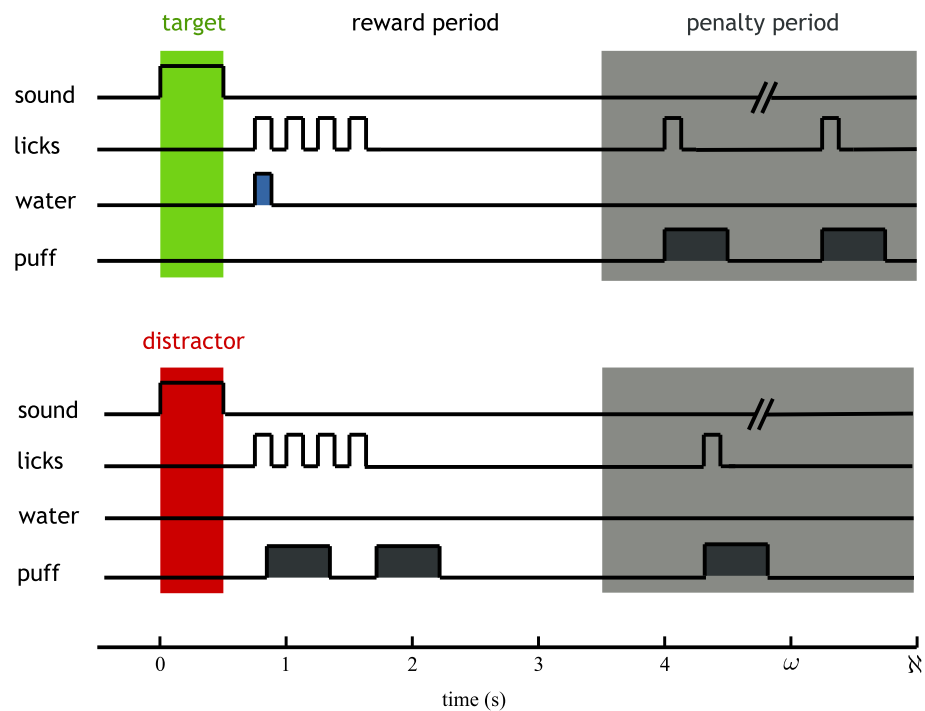 target reward period penalty period
sound
licks
water
puff
distractor
sound
licks
water
puff
0 1 2 3 4 ω ℵ
time (s)